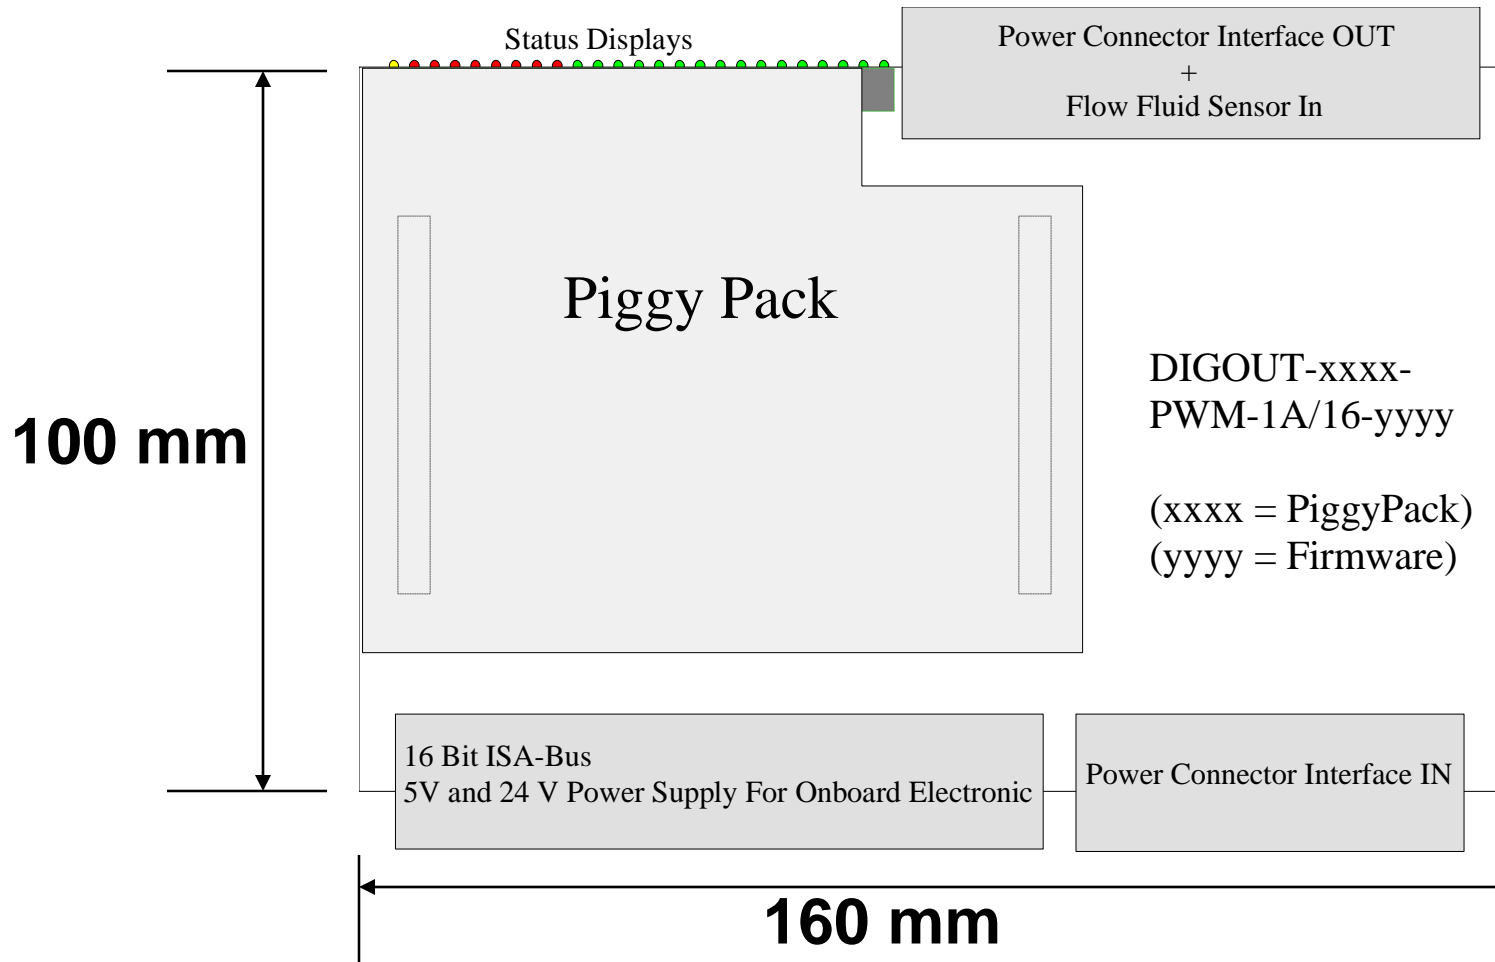 Status Displays
Power Connector Interface OUT
+
Flow Fluid Sensor In
Piggy Pack
DIGOUT-xxxx-
PWM-1A/16-yyyy
(xxxx = PiggyPack)
(yyyy = Firmware)
100 mm
16 Bit ISA-Bus
5V and 24 V Power Supply For Onboard Electronic
Power Connector Interface IN
160 mm